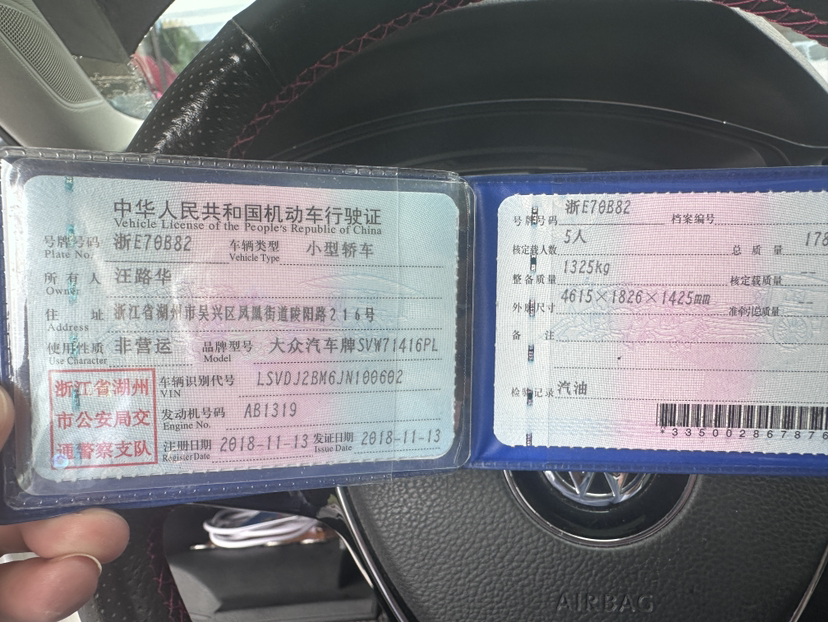 中华人民共和国机动车行驶证
Vehicle License of the People's Republic of China
号牌号码 浙E70B82 车辆类型 小型轿车
Plate No. Vehicle Type
所有人 汪路华
Owner
住址 浙江省湖州市吴兴区凤凰街道陵阳路216号
Address
使用性质 非营运 品牌型号 大众汽车牌SVW71416PL
Use Character Model
浙江省湖州
市公安局交
通警察支队
车辆识别代号 LSVDJ2BM6JN100602
VIN
发动机号码 AB1319
Engine No.
注册日期 2018-11-13 发证日期 2018-11-13
Register Date Issue Date
号牌号码 浙E70B82 档案编号
核定载人数 5人 总质量 178
整备质量 1325kg 核定载质量 --
外廓尺寸 4615×1826×1425mm 准牵引总质量 --
备注
检验记录 汽油
*335002867876
AIRBAG